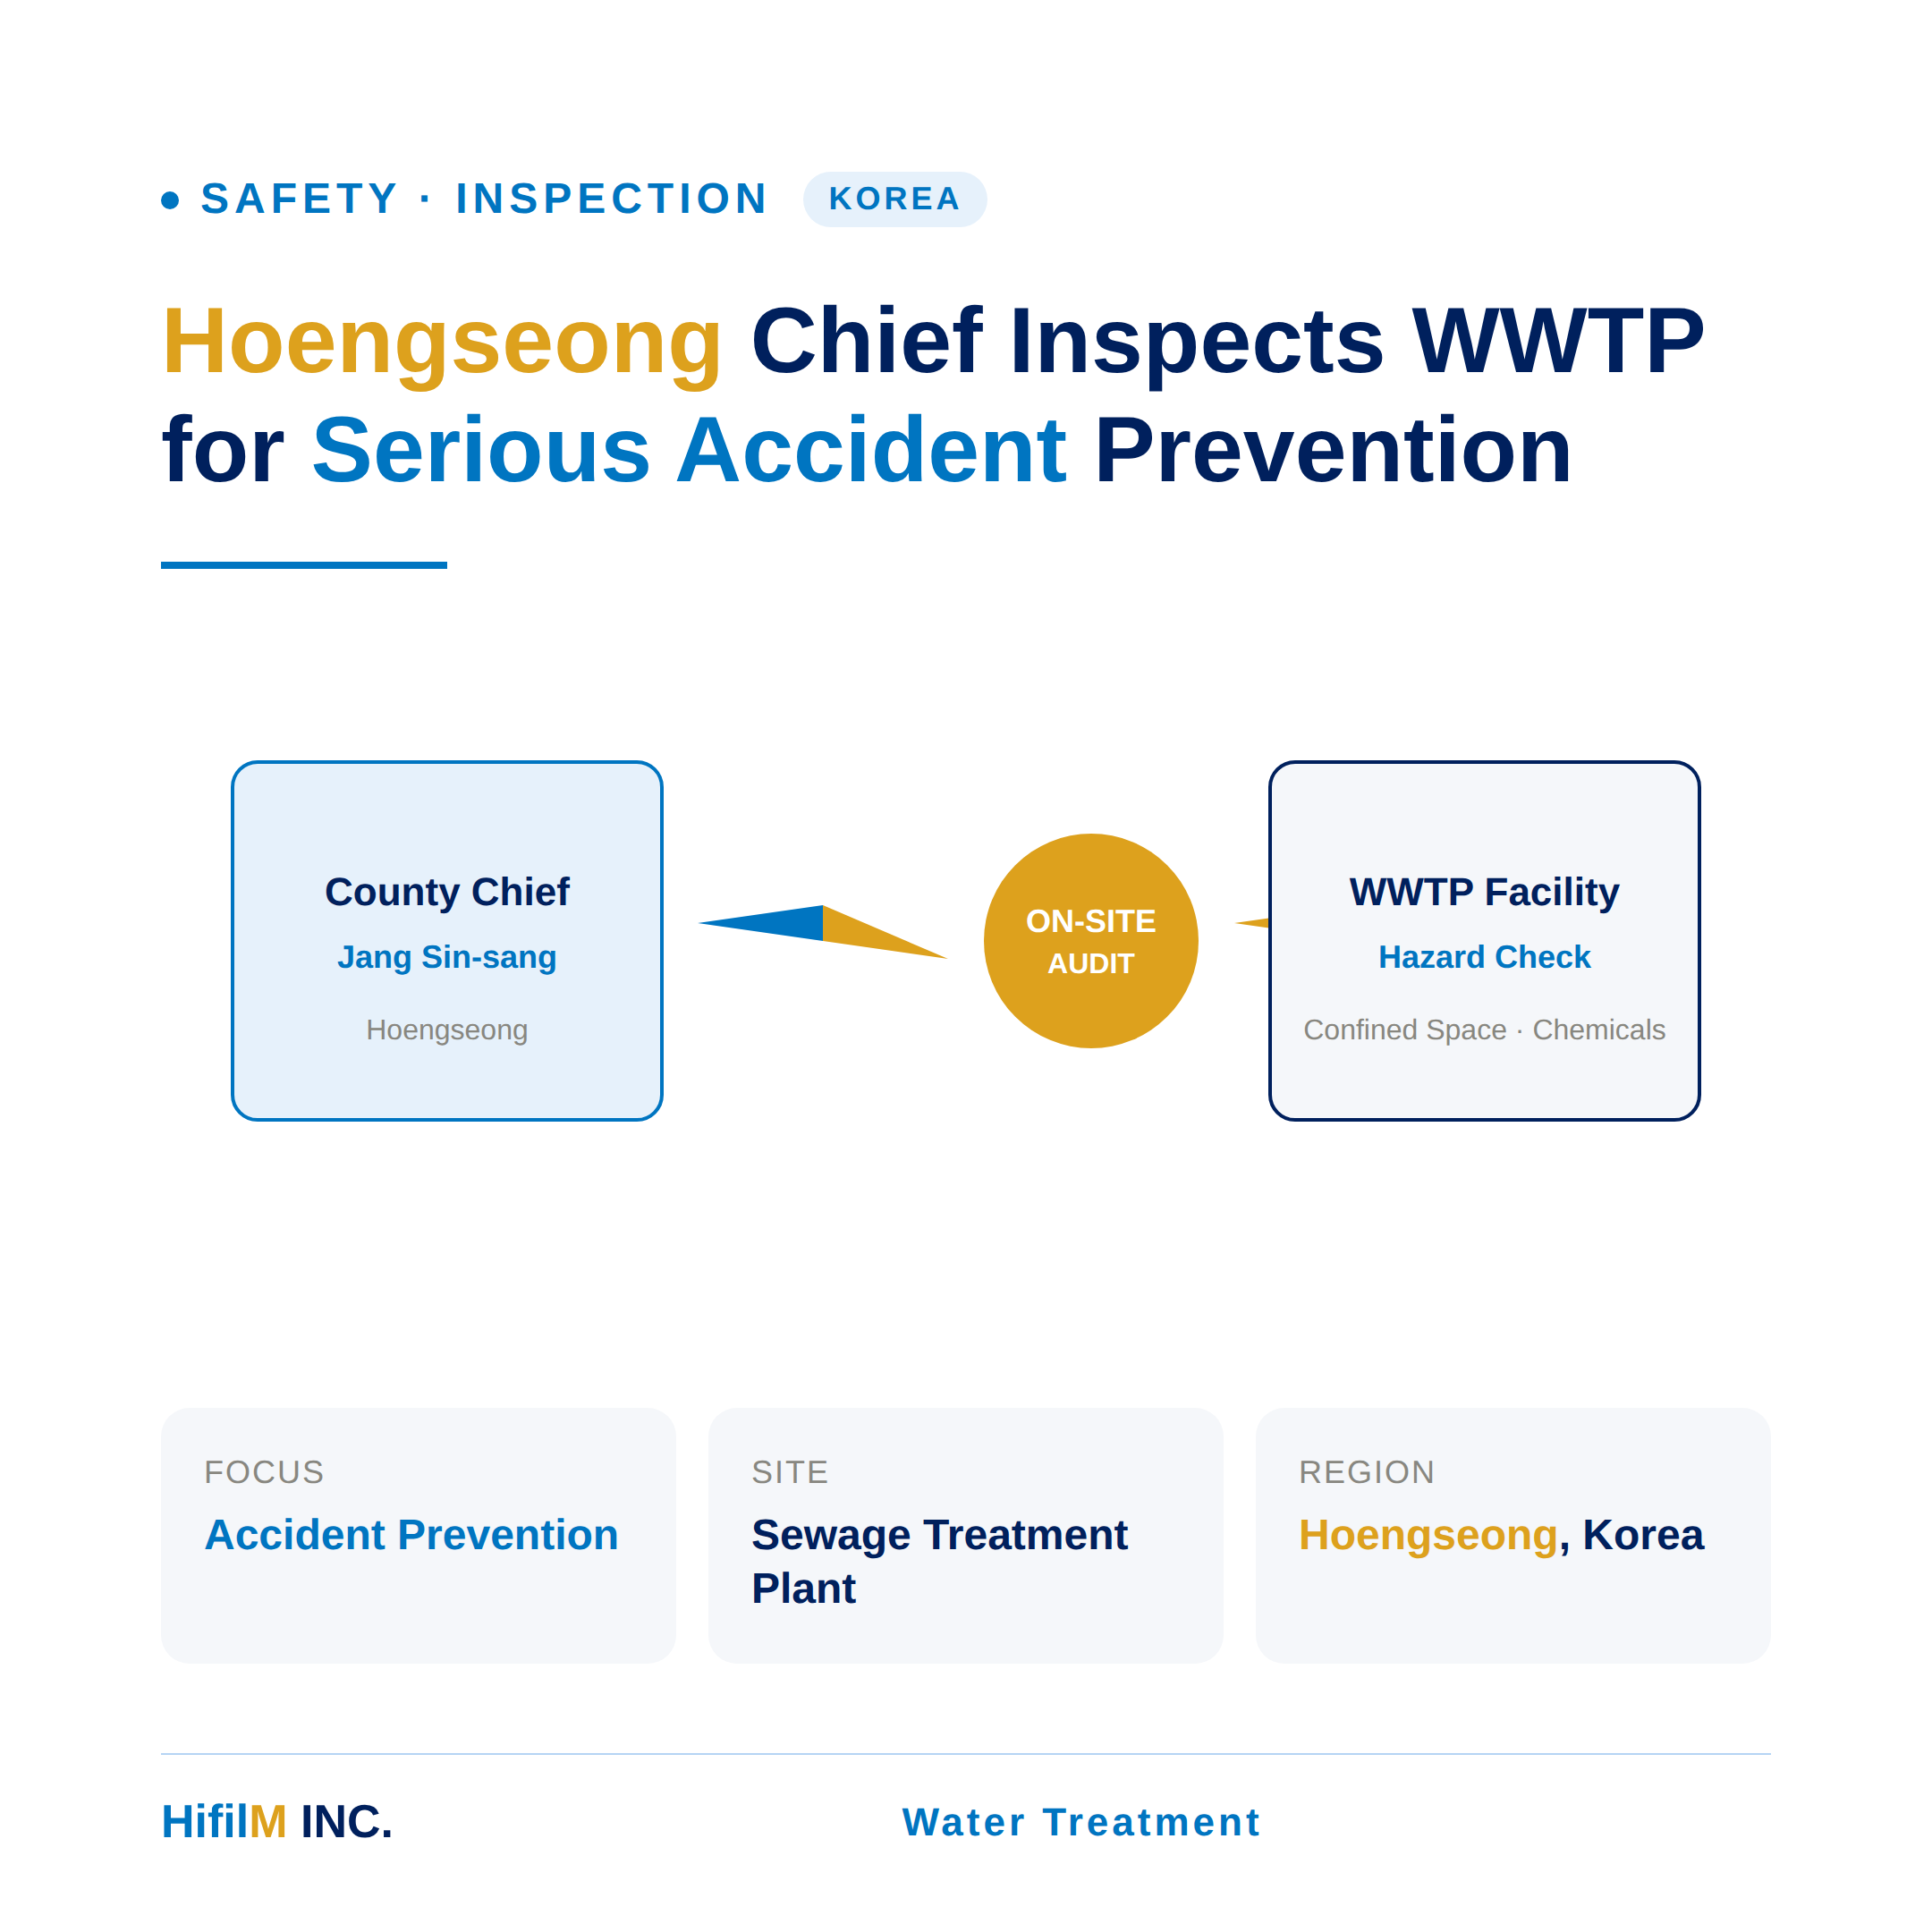 SAFETY · INSPECTION KOREA
Hoengseong Chief Inspects WWTP
for Serious Accident Prevention
County Chief
Jang Sin-sang
Hoengseong
ON-SITE
AUDIT
WWTP Facility
Hazard Check
Confined Space · Chemicals
FOCUS
Accident Prevention
SITE
Sewage Treatment
Plant
REGION
Hoengseong, Korea
HifilM INC.
Water Treatment